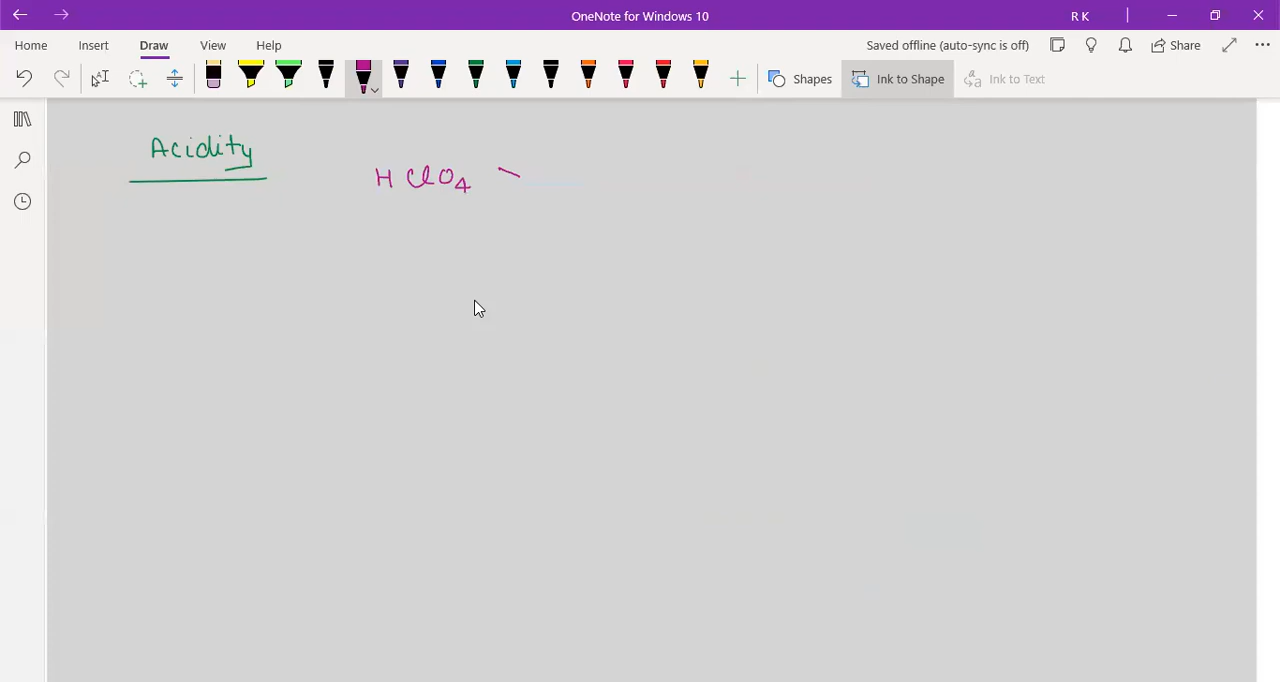 OneNote for Windows 10
R K
Home Insert Draw View Help
Saved offline (auto-sync is off) Share
Shapes Ink to Shape Ink to Text
Acidity
HClO4